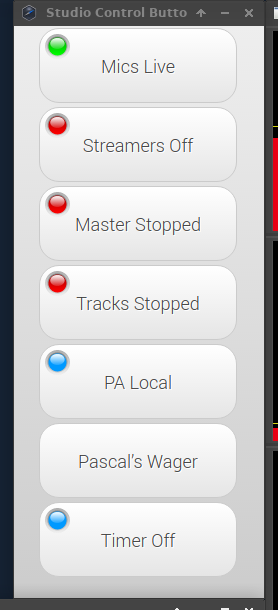 Studio Control Butto
Mics Live
Streamers Off
Master Stopped
Tracks Stopped
PA Local
Pascal's Wager
Timer Off